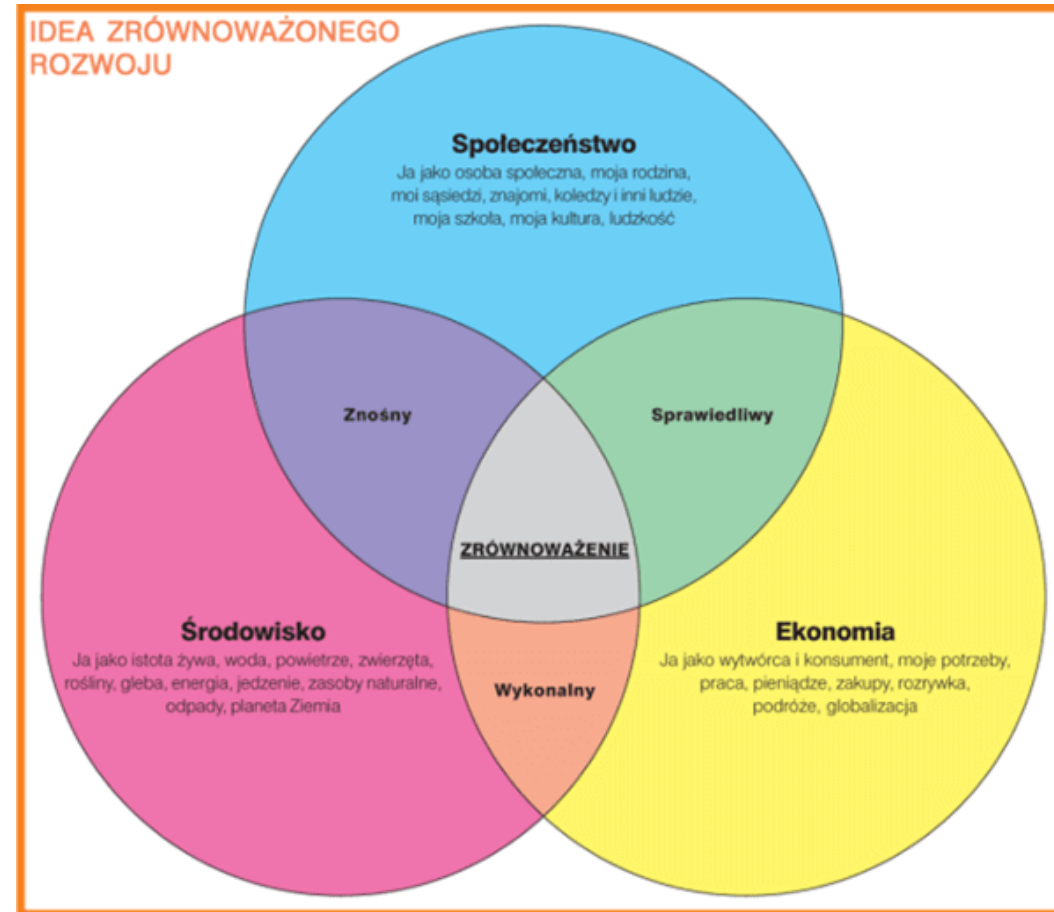 IDEA ZRÓWNOWAŻONEGO
ROZWOJU
Społeczeństwo
Ja jako osoba społeczna, moja rodzina,
moi sąsiedzi, znajomi, koledzy i inni ludzie,
moja szkoła, moja kultura, ludzkość
Znośny
Sprawiedliwy
ZRÓWNOWAŻENIE
Środowisko
Ja jako istota żywa, woda, powietrze, zwierzęta,
rośliny, gleba, energia, jedzenie, zasoby naturalne,
odpady, planeta Ziemia
Wykonalny
Ekonomia
Ja jako wytwórca i konsument, moje potrzeby,
praca, pieniądze, zakupy, rozrywka,
podróże, globalizacja